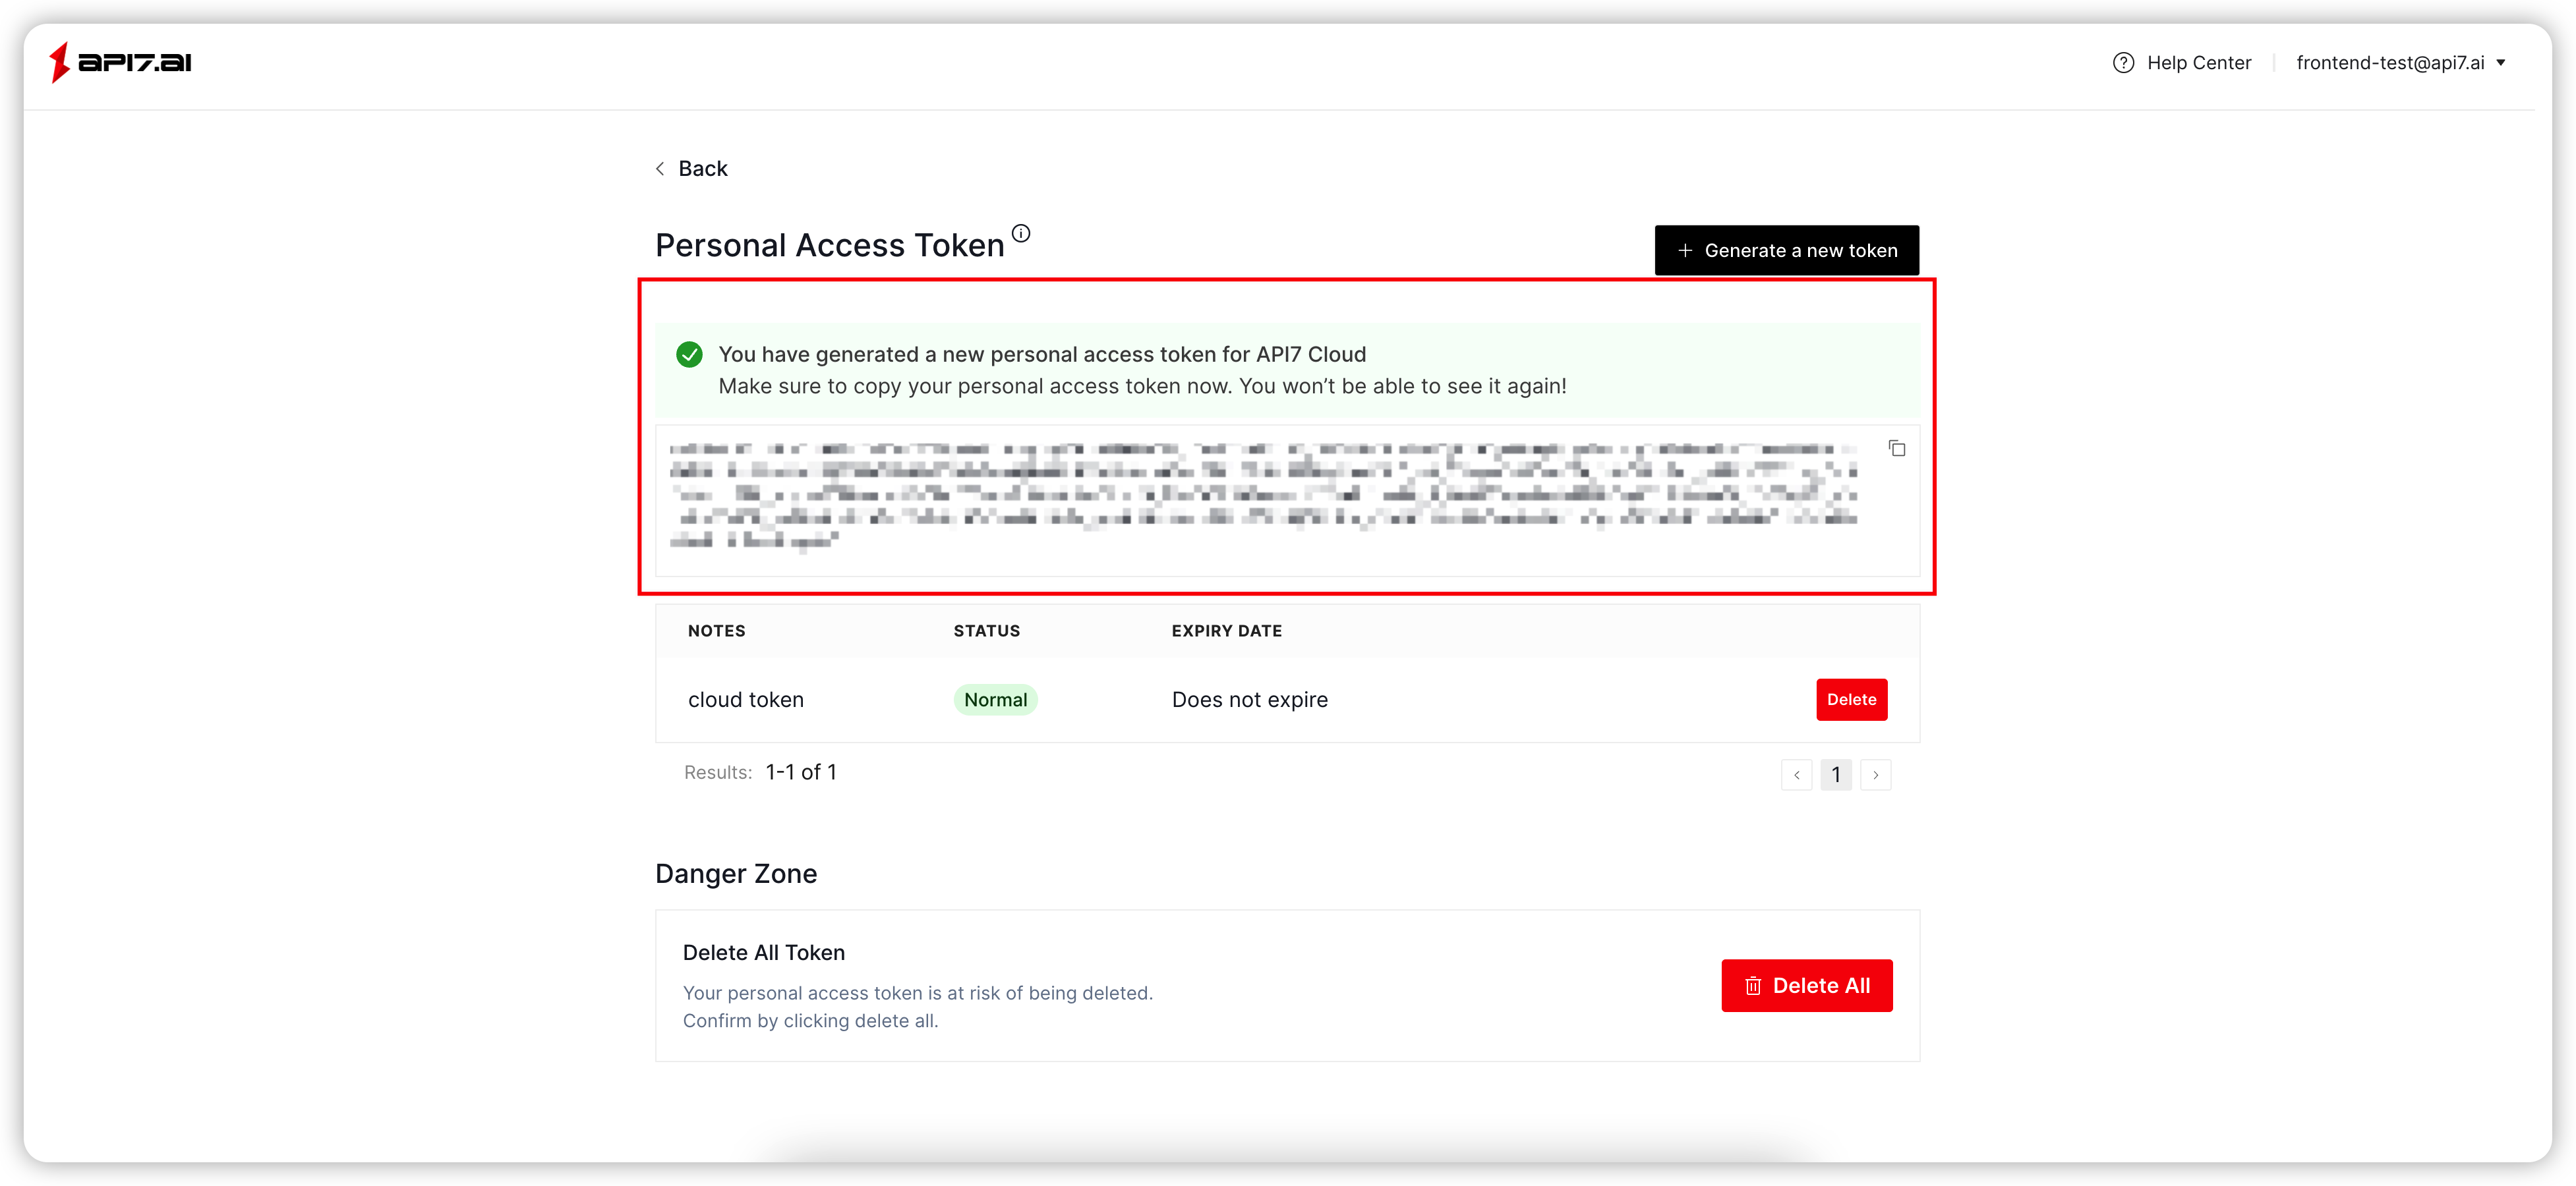 API7.AI
Help Center
frontend-test@api7.ai
Back
Personal Access Token
Generate a new token
You have generated a new personal access token for API7 Cloud
Make sure to copy your personal access token now. You won’t be able to see it again!
NOTES STATUS EXPIRY DATE
cloud token Normal Does not expire Delete
Results: 1-1 of 1
1
Danger Zone
Delete All Token
Your personal access token is at risk of being deleted.
Confirm by clicking delete all.
Delete All